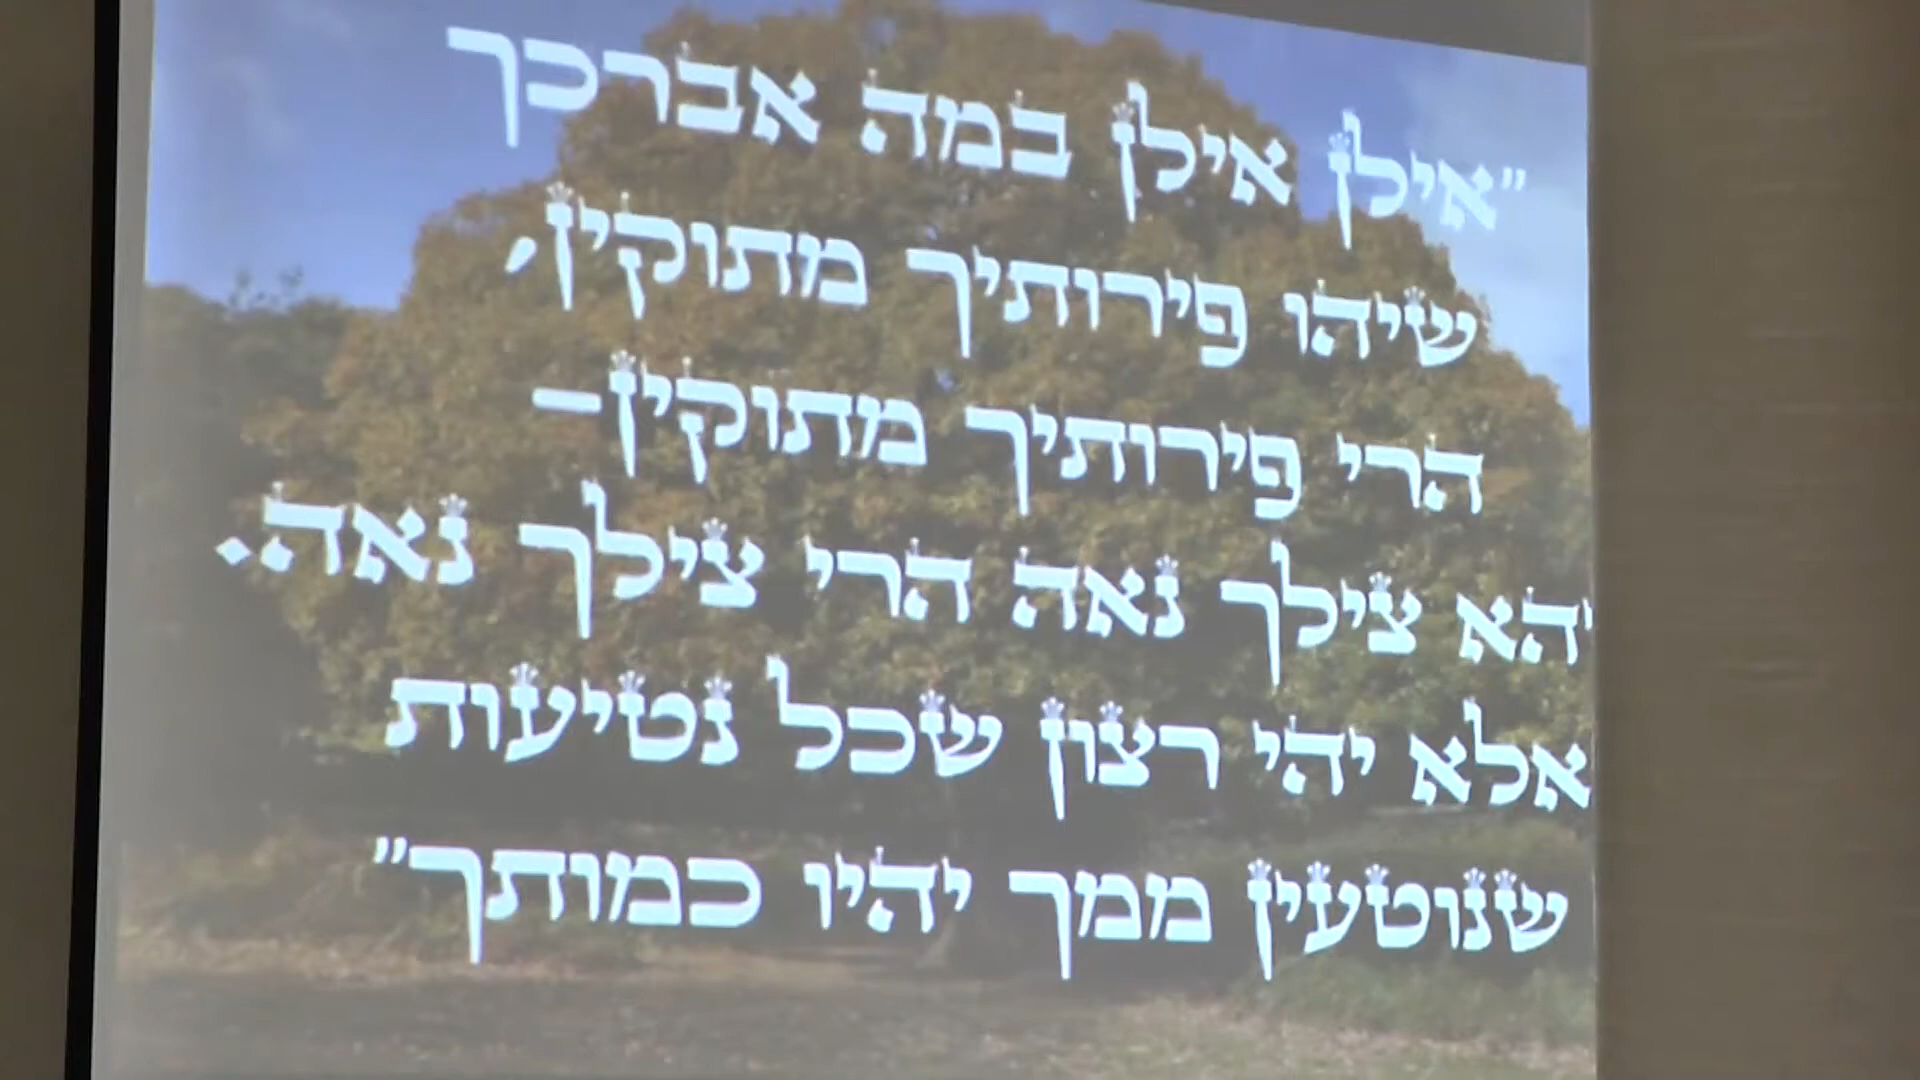 "אילן אילן במה אברכך
שיהו פירותיך מתוקין,
הרי פירותיך מתוקין-
יהא צילך נאה הרי צילך נאה.
אלא יהי רצון שכל נטיעות
שנוטעין ממך יהיו כמותך"